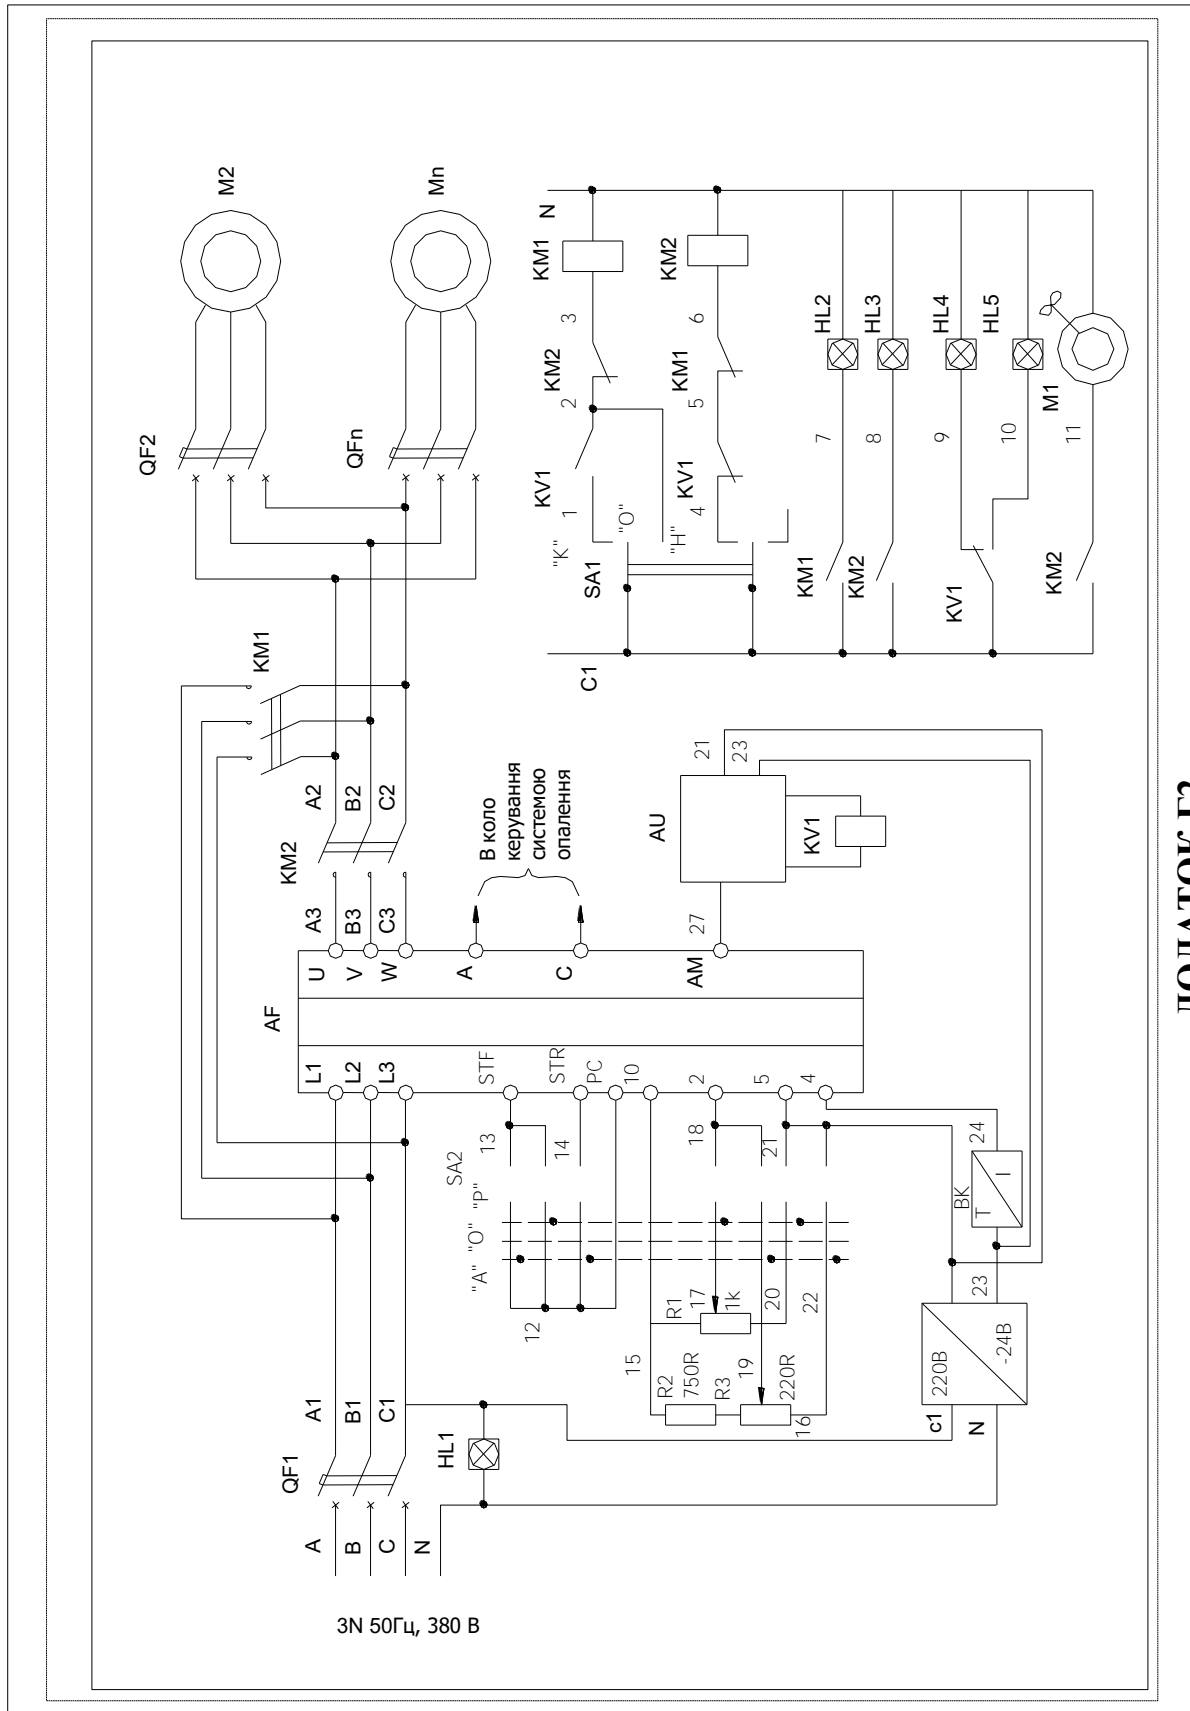 ДОДАТОК Г2
3N 50Гц, 380 В
A
B
C
N
QF1
A1
B1
C1
HL1
L1
L2
L3
AF
U
V
W
A3
B3
C3
KM2
A2
B2
C2
KM1
QF2
QFn
M2
Mn
STF
STR
PC
10
2
5
4
A
C
AM
В коло
керування
системою
опалення
SA2
"А" "О" "Р"
12
13
14
15
R1
17
1k
R2
750R
R3
19
220R
16
18
20
21
22
c1
N
220В
-24В
23
ВК
T
I
24
27
AU
KV1
21
23
C1
N
SA1
"К"
"О"
"Н"
1
KV1
2
KM2
3
KM1
4
KV1
5
KM1
6
KM2
KM1
7
HL2
KM2
8
HL3
KV1
9
HL4
10
HL5
KM2
11
M1